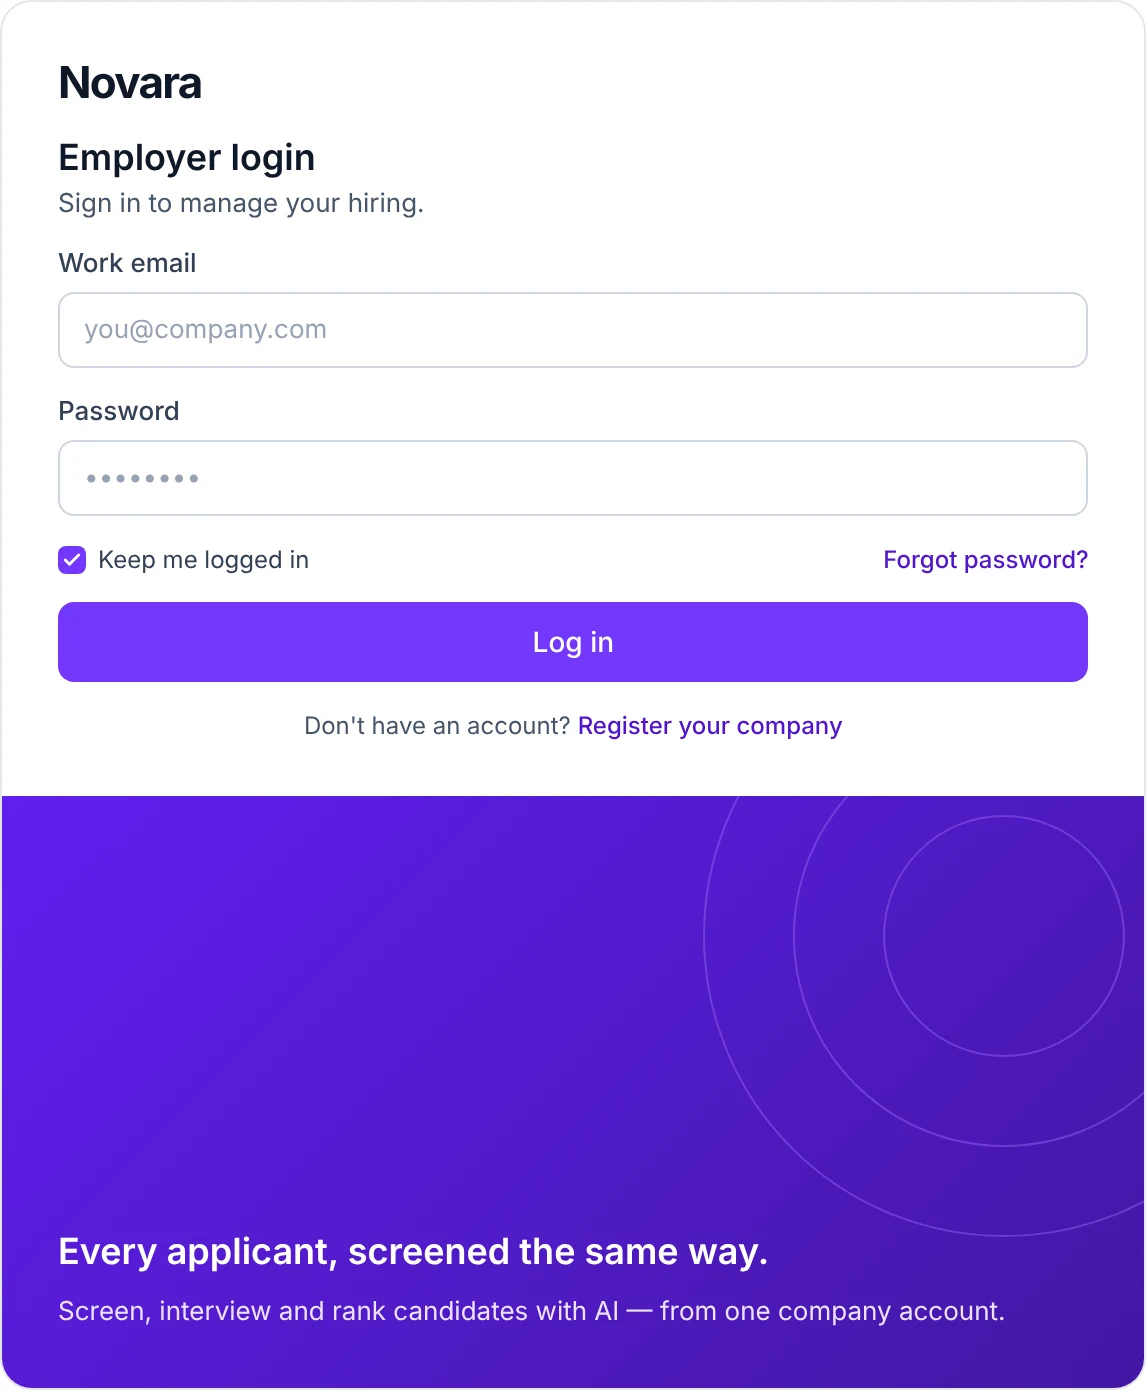 Novara
Employer login
Sign in to manage your hiring.
Work email
you@company.com
Password
••••••••
Keep me logged in
Forgot password?
Log in
Don't have an account? Register your company
Every applicant, screened the same way.
Screen, interview and rank candidates with AI — from one company account.